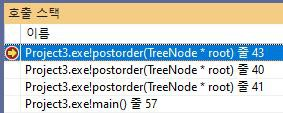 호출 스택
이름
Project3.exe!postorder(TreeNode * root) 줄 43
Project3.exe!postorder(TreeNode * root) 줄 40
Project3.exe!postorder(TreeNode * root) 줄 41
Project3.exe!main() 줄 57